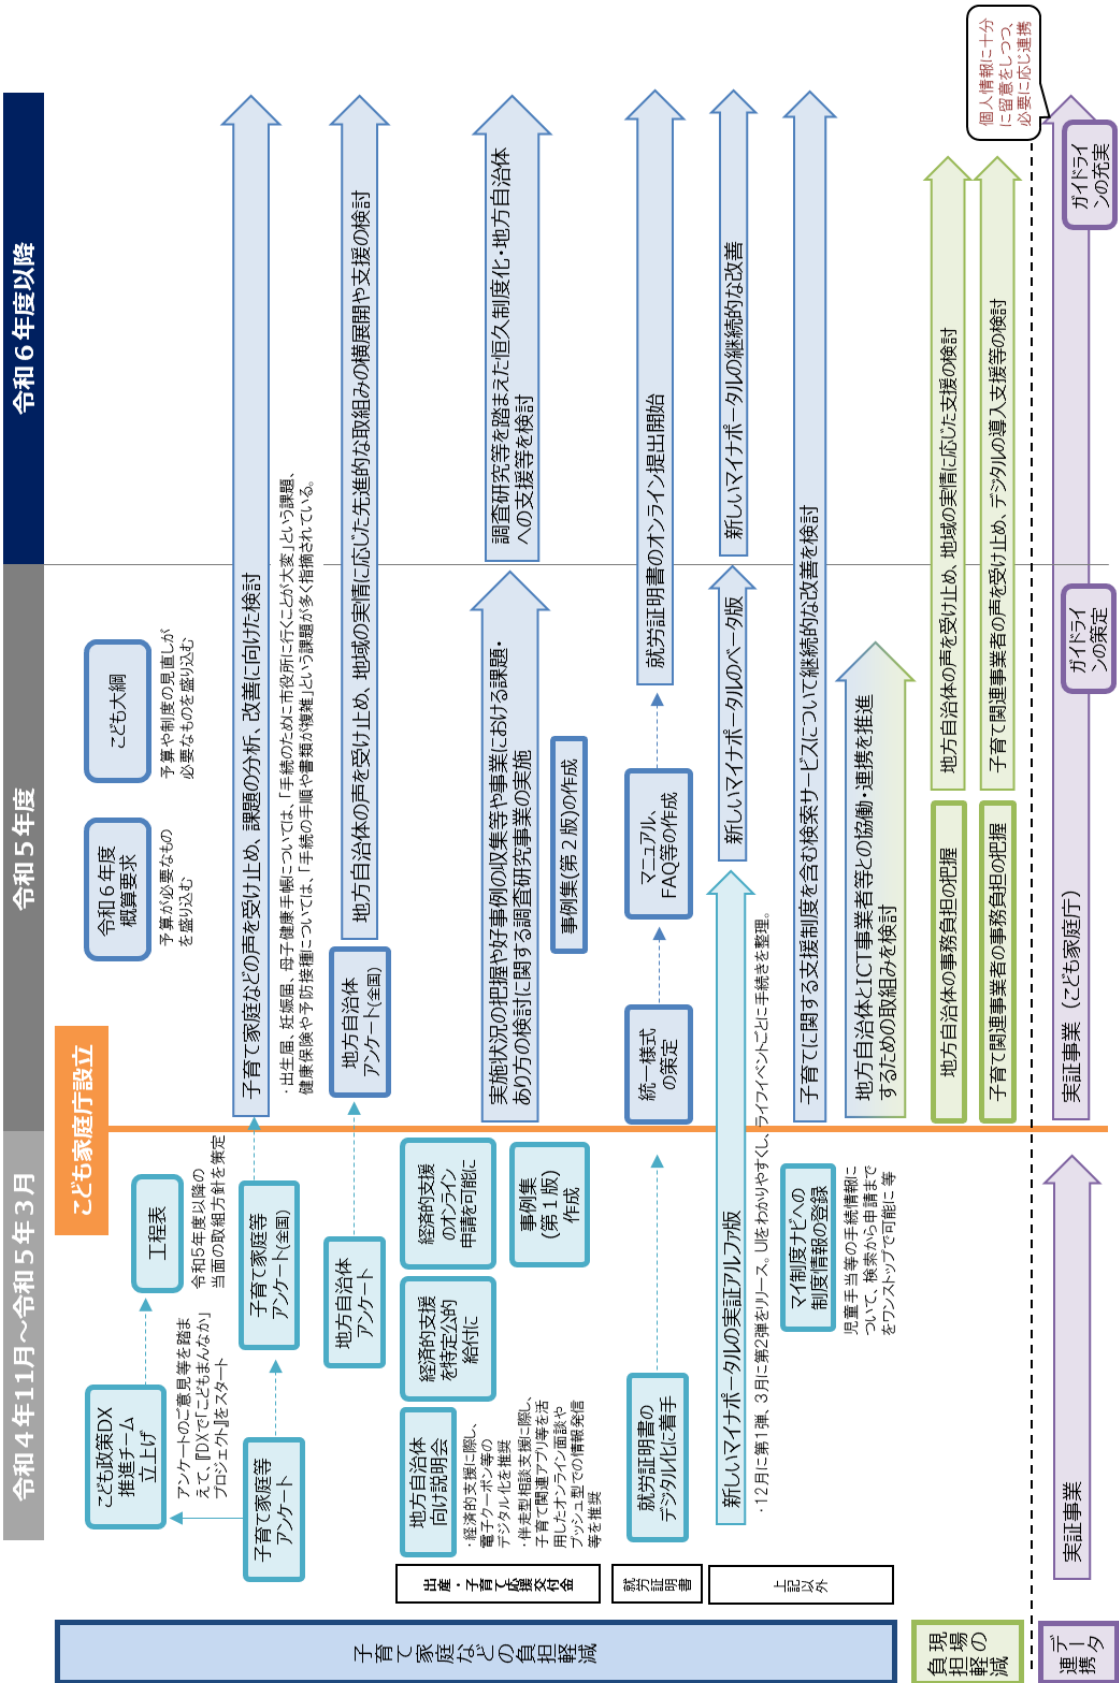 令和４年11月～令和５年３月
令和５年度
令和６年度以降
こども家庭庁設立
子育て家庭などの負担軽減
こども政策DX
推進チーム
立上げ
工程表
令和5年度以降の
当面の取組方針を策定
アンケートのご意見等を踏ま
えて、『DXで「こどもまんなか」
プロジェクト』をスタート
令和６年度
概算要求
予算が必要なもの
を盛り込む
こども大綱
予算や制度の見直しが
必要なものを盛り込む
子育て家庭等
アンケート
子育て家庭等
アンケート(全国)
子育て家庭などの声を受け止め、課題の分析、改善に向けた検討
・出生届、妊娠届、母子健康手帳については、「手続のために市役所に行くことが大変」という課題、
健康保険や予防接種については、「手続の手順や書類が複雑」という課題が多く指摘されている。
地方自治体
アンケート
地方自治体
アンケート(全国)
地方自治体の声を受け止め、地域の実情に応じた先進的な取組みの横展開や支援の検討
出産・子育て応援交付金
地方自治体
向け説明会
・経済的支援に際し、
電子クーポン等の
デジタル化を推奨
・伴走型相談支援に際し、
子育て関連アプリ等を活
用したオンライン面談や
プッシュ型での情報発信
等を推奨
経済的支援
を特定公的
給付に
経済的支援
のオンライン
申請を可能に
事例集
(第１版)
作成
実施状況の把握や好事例の収集等や事業における課題・
あり方の検討に関する調査研究事業の実施
事例集(第２版)の作成
調査研究等を踏まえた恒久制度化・地方自治体
への支援等を検討
就労証明書
就労証明書の
デジタル化に着手
統一様式
の策定
マニュアル、
FAQ等の作成
就労証明書のオンライン提出開始
上記以外
新しいマイナポータルの実証アルファ版
新しいマイナポータルのベータ版
新しいマイナポータルの継続的な改善
・12月に第1弾、3月に第2弾をリリース。UIをわかりやすくし、ライフイベントごとに手続きを整理。
マイ制度ナビへの
制度情報の登録
児童手当等の手続情報に
ついて、検索から申請まで
をワンストップで可能に 等
子育てに関する支援制度を含む検索サービスについて継続的な改善を検討
地方自治体とICT事業者等との協働・連携を推進
するための取組みを検討
現場の
負担軽減
地方自治体の事務負担の把握
地方自治体の声を受け止め、地域の実情に応じた支援の検討
子育て関連事業者の事務負担の把握
子育て関連事業者の声を受け止め、デジタルの導入支援等の検討
データ
連携
実証事業
実証事業（こども家庭庁）
ガイドライ
ンの策定
ガイドライ
ンの充実
個人情報に十分
に留意をしつつ、
必要に応じ連携